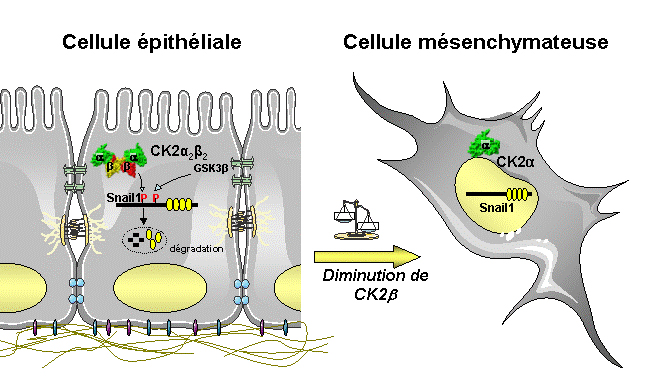 Cellule épithéliale
Cellule mésenchymateuse
α α CK2α2β2
β β
GSK3β
Snail1 P P
dégradation
α
CK2α
Snail1
Diminution de
CK2β